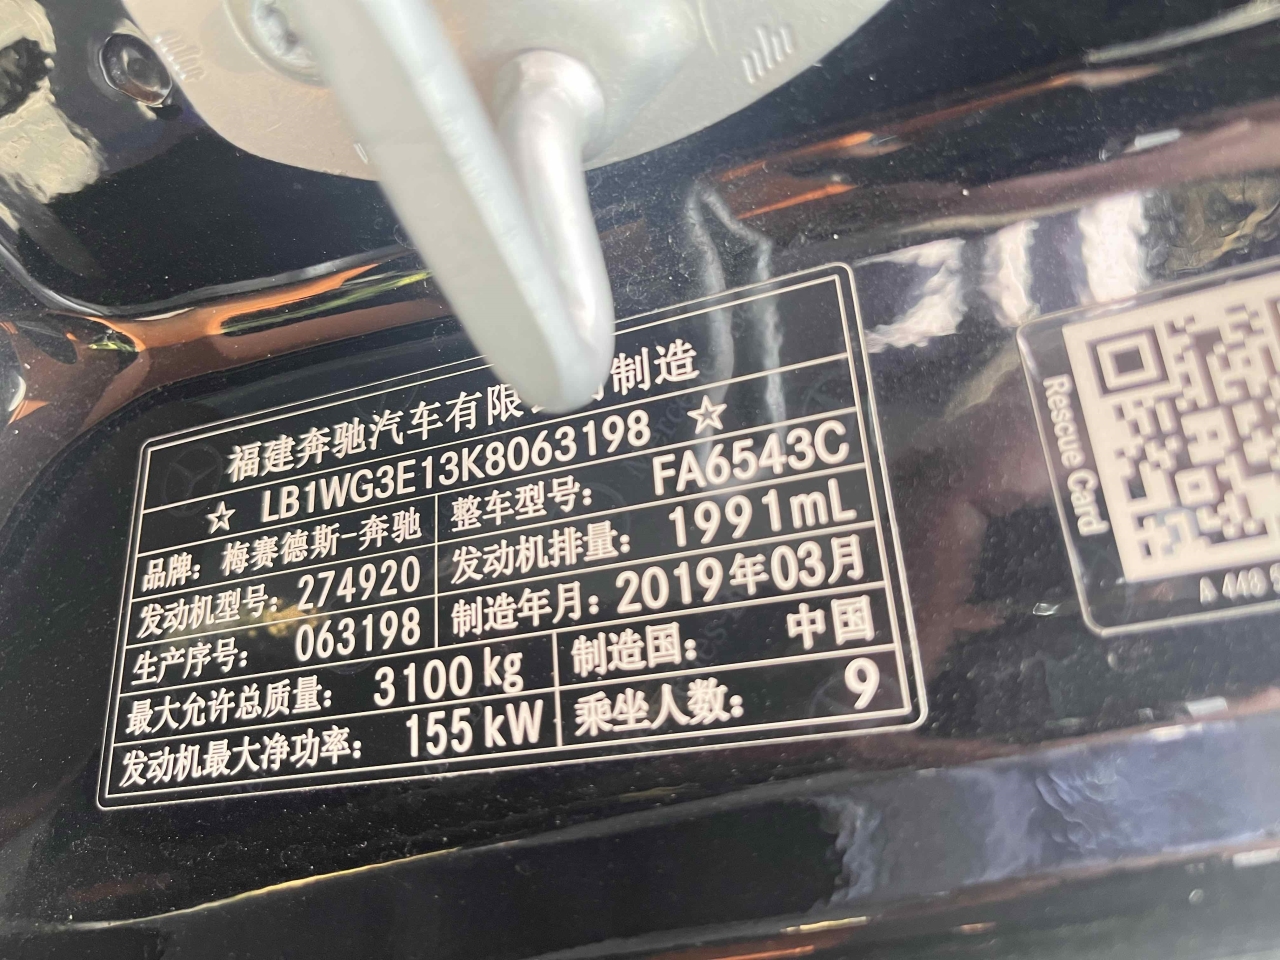 福建奔驰汽车有限 制造
☆ LB1WG3E13K8063198 ☆
品牌：梅赛德斯-奔驰 整车型号：FA6543C
发动机型号：274920 发动机排量：1991mL
生产序号：063198 制造年月：2019年03月
最大允许总质量：3100kg 制造国：中国
发动机最大净功率：155kW 乘坐人数：9
Rescue Card
A 448